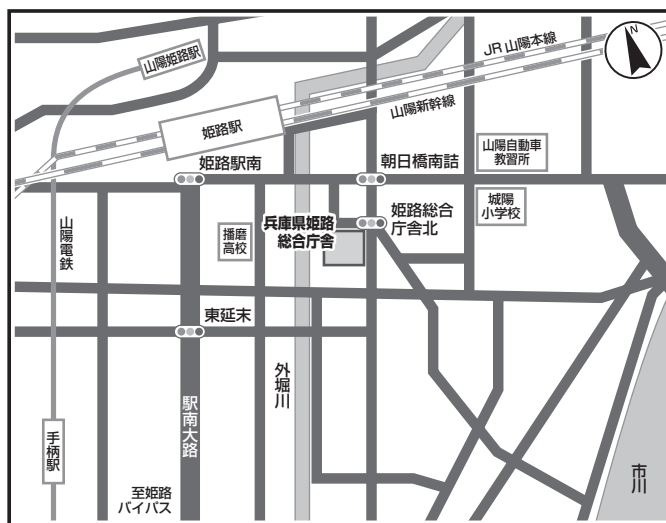 N
JR 山陽本線
山陽姫路駅
山陽新幹線
姫路駅
山陽自動車
教習所
姫路駅南
朝日橋南詰
城陽
小学校
兵庫県姫路
総合庁舎
姫路総合
庁舎北
播磨
高校
山陽電鉄
東延末
外堀川
駅南大路
手柄駅
市川
至姫路
バイパス